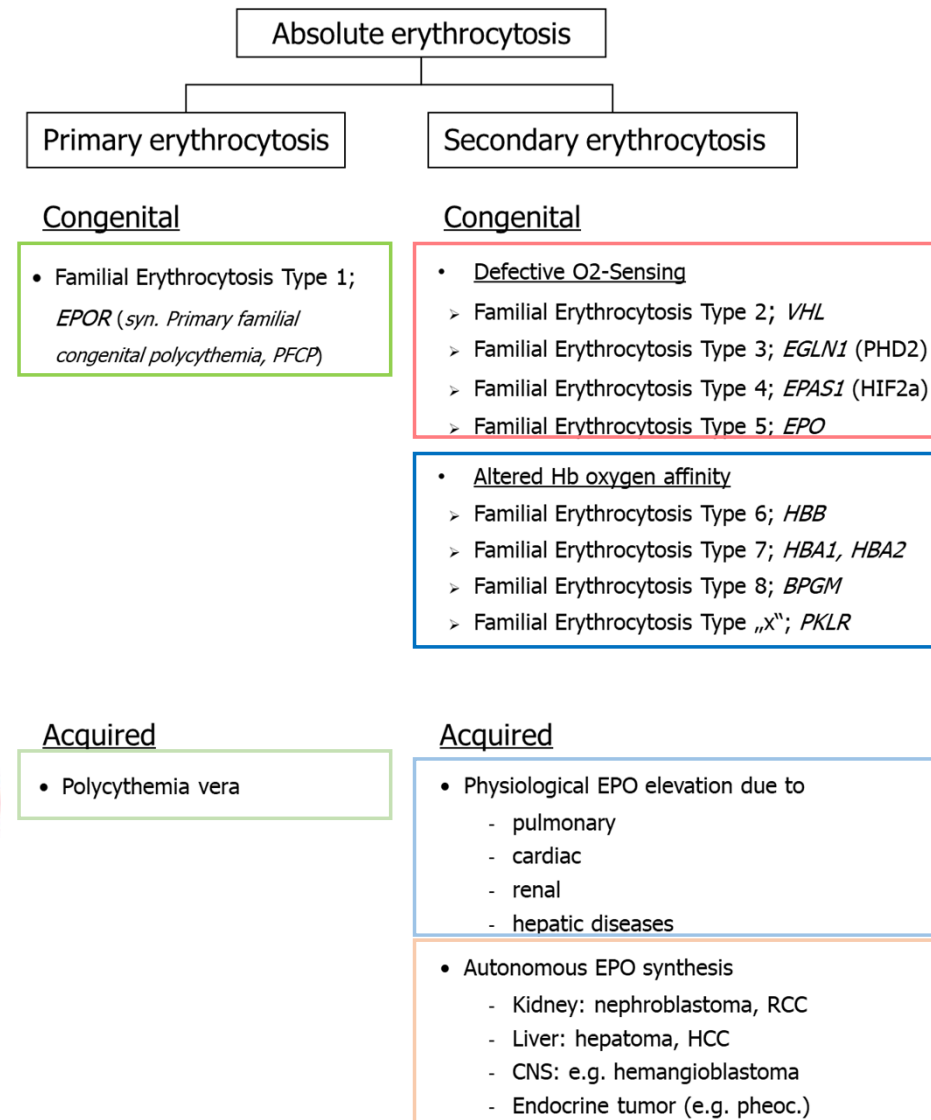 Absolute erythrocytosis
Primary erythrocytosis
Secondary erythrocytosis
Congenital
• Familial Erythrocytosis Type 1;
EPOR (syn. Primary familial
congenital polycythemia, PFCP)
Congenital
• Defective O2-Sensing
➢ Familial Erythrocytosis Type 2; VHL
➢ Familial Erythrocytosis Type 3; EGLN1 (PHD2)
➢ Familial Erythrocytosis Type 4; EPAS1 (HIF2a)
➢ Familial Erythrocytosis Type 5; EPO
• Altered Hb oxygen affinity
➢ Familial Erythrocytosis Type 6; HBB
➢ Familial Erythrocytosis Type 7; HBA1, HBA2
➢ Familial Erythrocytosis Type 8; BPGM
➢ Familial Erythrocytosis Type „x“; PKLR
Acquired
• Polycythemia vera
Acquired
• Physiological EPO elevation due to
- pulmonary
- cardiac
- renal
- hepatic diseases
• Autonomous EPO synthesis
- Kidney: nephroblastoma, RCC
- Liver: hepatoma, HCC
- CNS: e.g. hemangioblastoma
- Endocrine tumor (e.g. pheoc.)